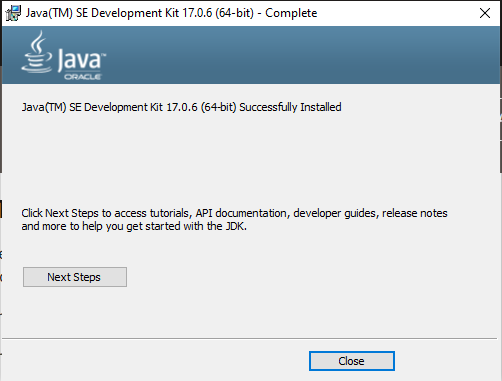 Java(TM) SE Development Kit 17.0.6 (64-bit) - Complete
Java™
ORACLE
Java(TM) SE Development Kit 17.0.6 (64-bit) Successfully Installed
Click Next Steps to access tutorials, API documentation, developer guides, release notes
and more to help you get started with the JDK.
Next Steps
Close